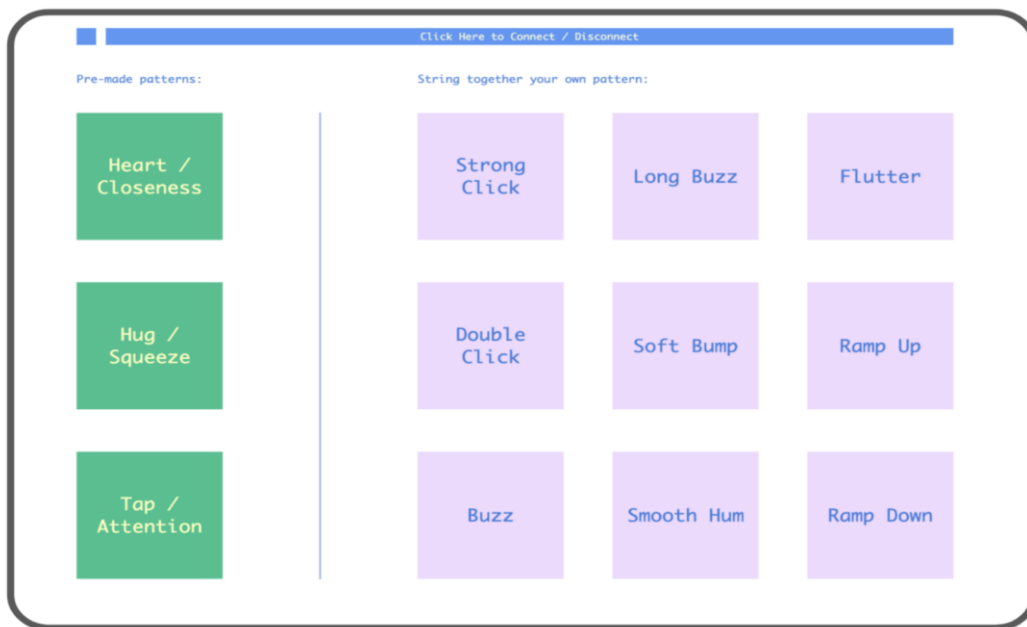 Click Here to Connect / Disconnect
Pre-made patterns:
String together your own pattern:
Heart /
Closeness
Strong
Click
Long Buzz
Flutter
Hug /
Squeeze
Double
Click
Soft Bump
Ramp Up
Tap /
Attention
Buzz
Smooth Hum
Ramp Down